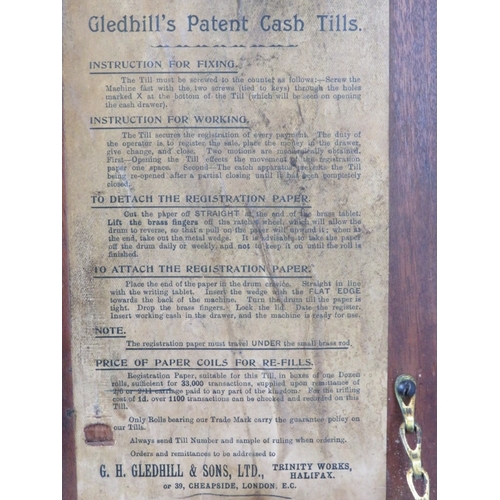 Gledhill's Patent Cash Tills.
INSTRUCTION FOR FIXING.
The Till must be screwed to the counter as follows:—Screw the
Machine fast with the two screws (tied to keys) through the holes
marked X at the bottom of the Till (which will be seen on opening
the cash drawer).
INSTRUCTION FOR WORKING.
The Till secures the registration of every payment. The duty of
the operator is to register the sale, place the money in the drawer,
give change, and close. Two motions are mechanically obtained.
First—Opening the Till effects the movement of the registration
paper one space. Second—The catch apparatus prevents the Till
being re-opened after a partial closing until it has been completely
closed.
TO DETACH THE REGISTRATION PAPER.
Cut the paper off STRAIGHT at the end of the brass tablet.
Lift the brass fingers off the ratchet wheel, which will allow the
drum to reverse, so that a pull on the paper will unwind it; when at
the end, take out the metal wedge. It is advisable to take the paper
off the drum daily or weekly, and not to keep it on until the roll is
finished.
TO ATTACH THE REGISTRATION PAPER.
Place the end of the paper in the drum crevice. Straight in line
with the writing tablet. Insert the wedge with the FLAT EDGE
towards the back of the machine. Turn the drum till the paper is
tight. Drop the brass fingers. Lock the lid. Date the register.
Insert working cash in the drawer, and the machine is ready for use.
NOTE.
The registration paper must travel UNDER the small brass rod.
PRICE OF PAPER COILS FOR RE-FILLS.
Registration Paper, suitable for this Till, in boxes of one Dozen
rolls, sufficient for 33,000 transactions, supplied upon remittance of
carriage paid to any part of the kingdom. For the trifling
cost of 1d. over 1100 transactions can be checked and recorded on this
Till.
Only Rolls bearing our Trade Mark carry the guarantee policy on
our Tills.
Always send Till Number and sample of ruling when ordering.
Orders and remittances to be addressed to
G. H. GLEDHILL & SONS, LTD., TRINITY WORKS,
HALIFAX.
OF 39, CHEAPSIDE, LONDON, E.C.